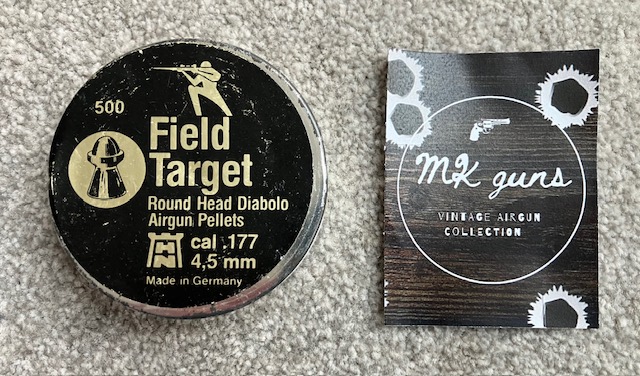 500
Field
Target
Round Head Diabolo
Airgun Pellets
cal .177
4,5 mm
Made in Germany
MK guns
VINTAGE AIRGUN
COLLECTION